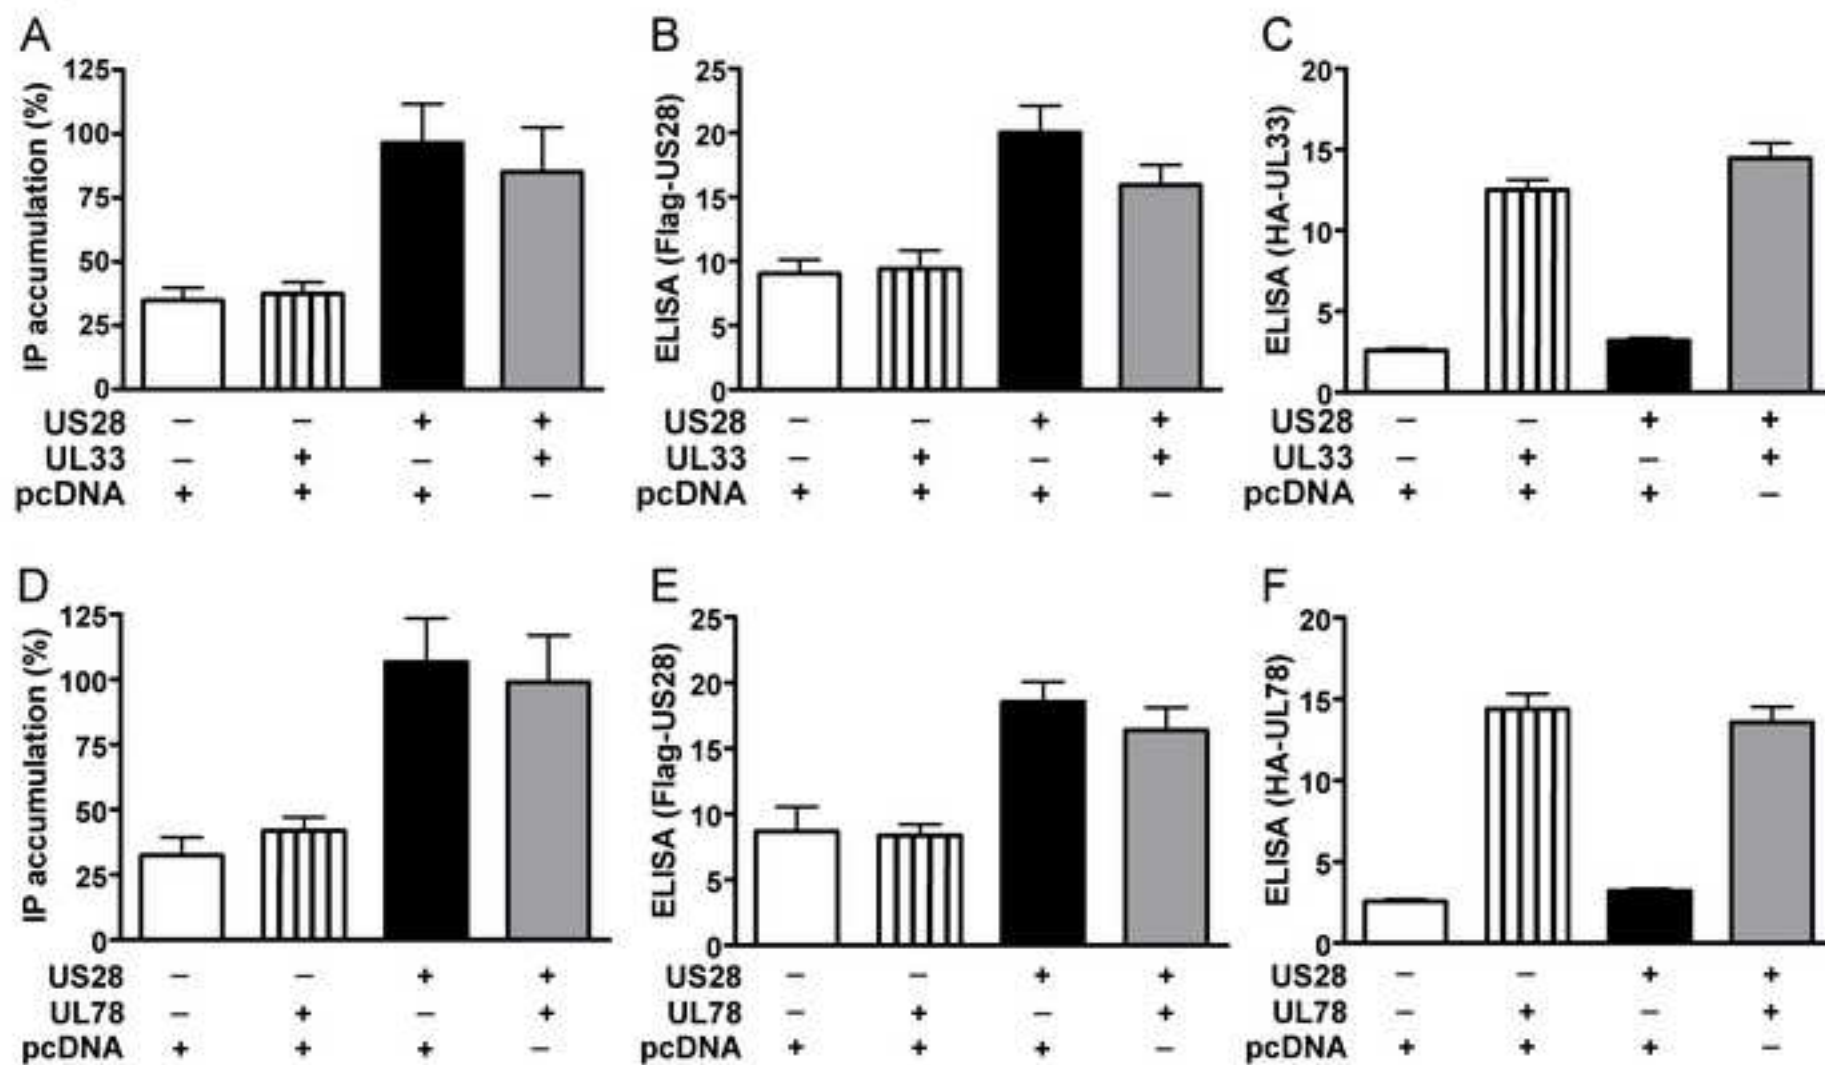 A
IP accumulation (%)
125
100
75
50
25
0
US28 – – + +
UL33 – + – +
pcDNA + + + –
B
ELISA (Flag-US28)
25
20
15
10
5
0
US28 – – + +
UL33 – + – +
pcDNA + + + –
C
ELISA (HA-UL33)
20
15
10
5
0
US28 – – + +
UL33 – + – +
pcDNA + + + –
D
IP accumulation (%)
125
100
75
50
25
0
US28 – – + +
UL78 – + – +
pcDNA + + + –
E
ELISA (Flag-US28)
25
20
15
10
5
0
US28 – – + +
UL78 – + – +
pcDNA + + + –
F
ELISA (HA-UL78)
20
15
10
5
0
US28 – – + +
UL78 – + – +
pcDNA + + + –